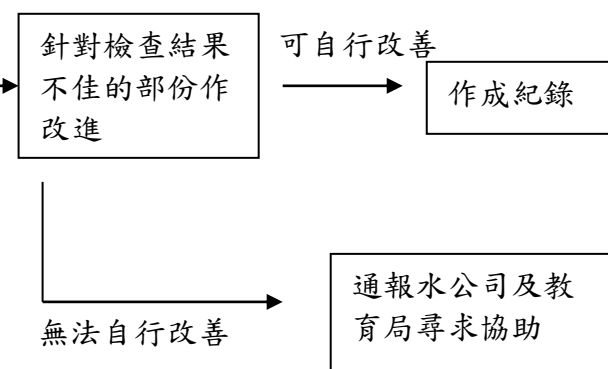 針對檢查結果
不佳的部份作
改進
可自行改善
作成紀錄
無法自行改善
通報水公司及教
育局尋求協助